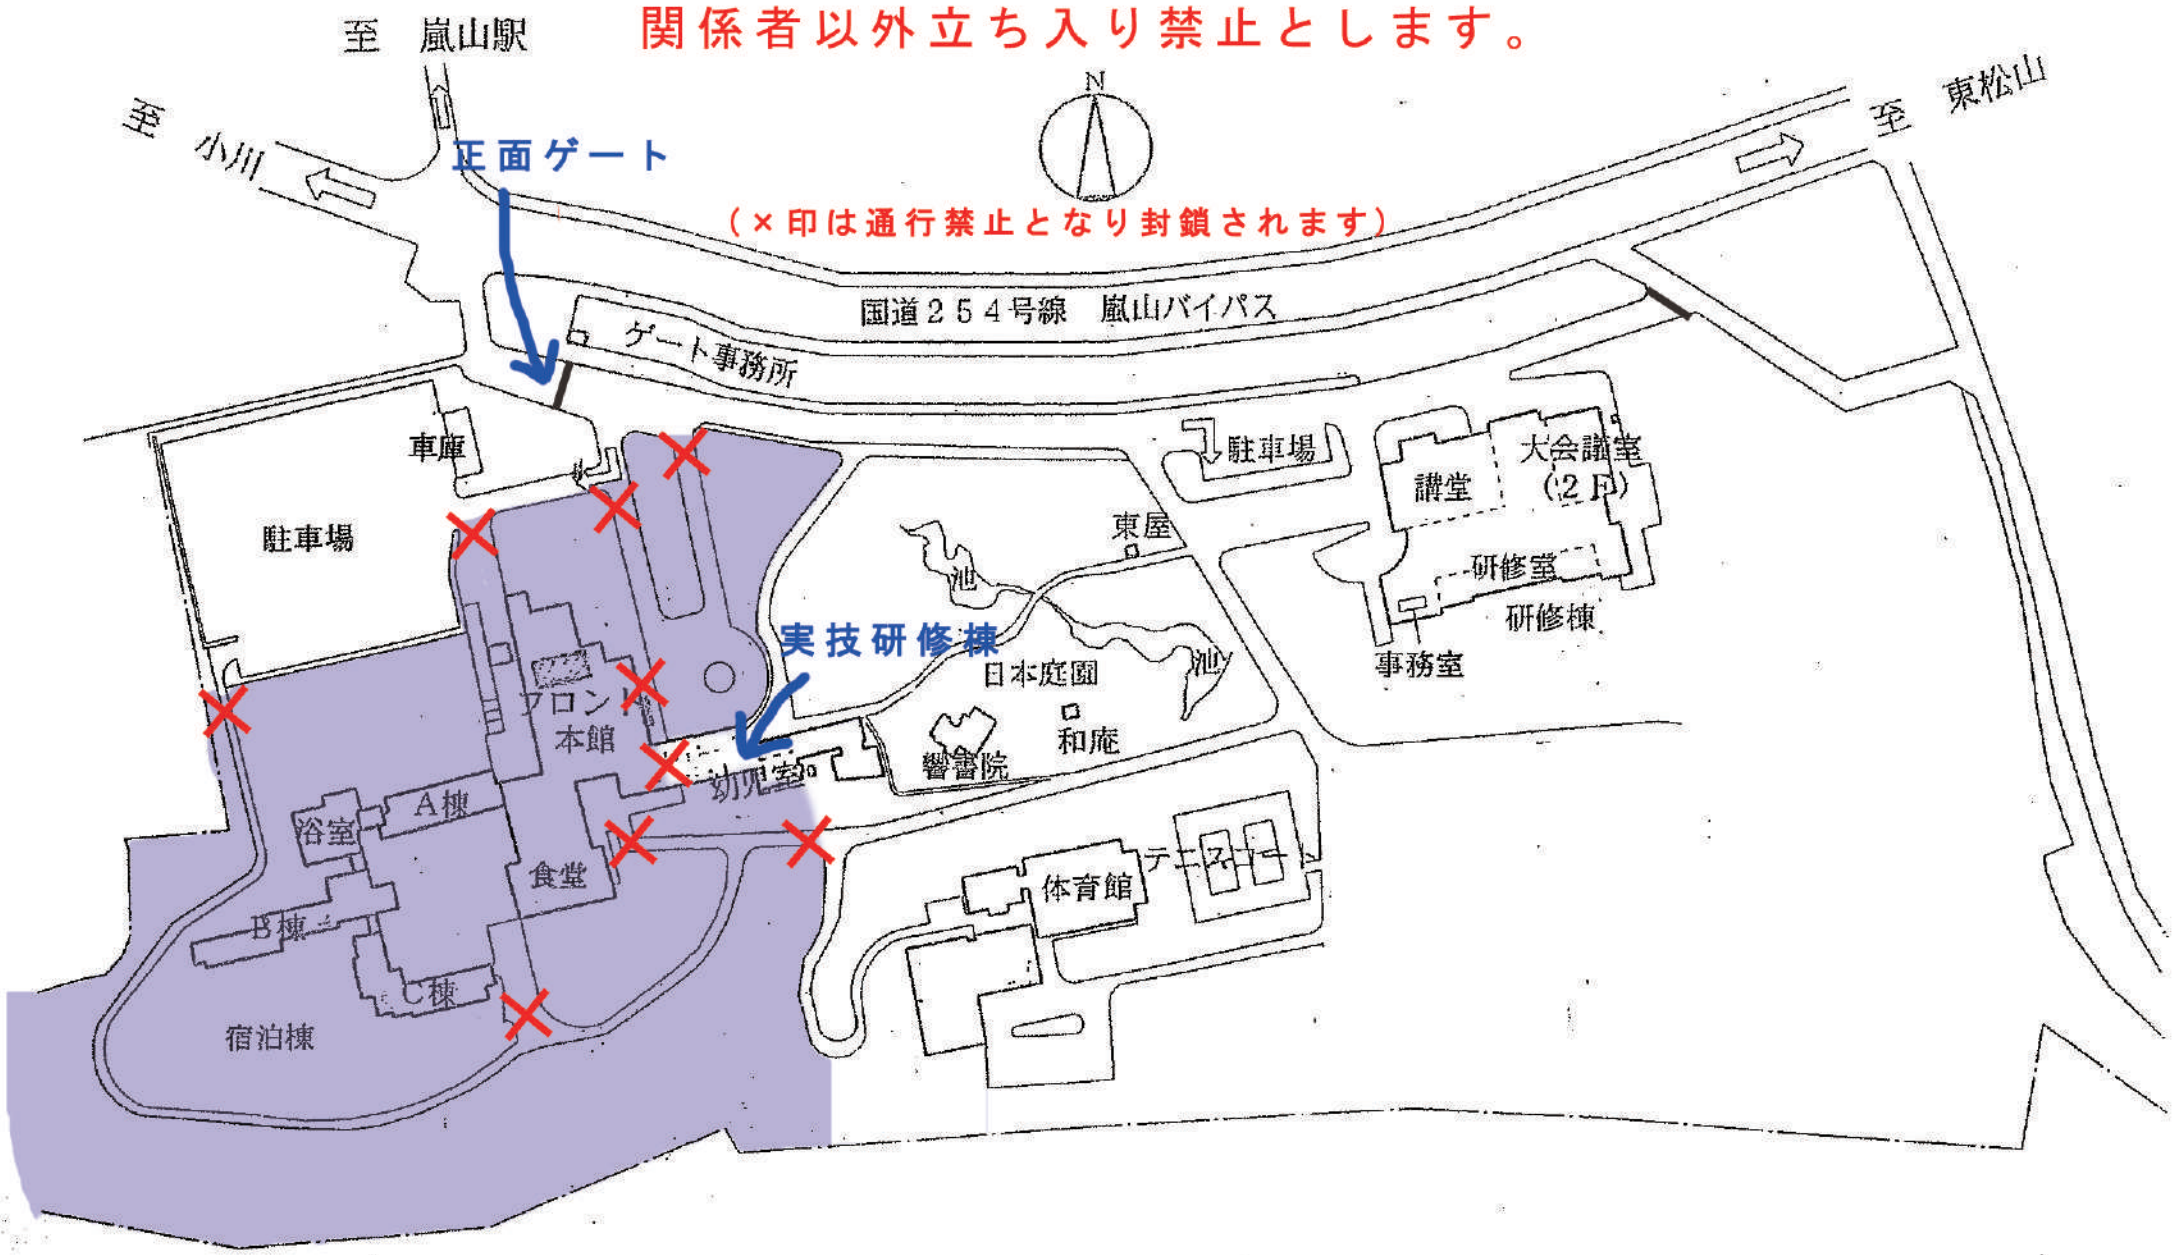 関係者以外立ち入り禁止とします。
至 嵐山駅
N
至 東松山
至 小川
正面ゲート
（×印は通行禁止となり封鎖されます）
国道254号線 嵐山バイパス
ゲート事務所
車庫
駐車場
大会議室
(2F)
講堂
駐車場
東屋
池
研修室
研修棟
実技研修棟
事務室
池
日本庭園
フロント
本館
和庵
響書院
幼児室
A棟
浴室
テニスコート
食堂
体育館
B棟
C棟
宿泊棟